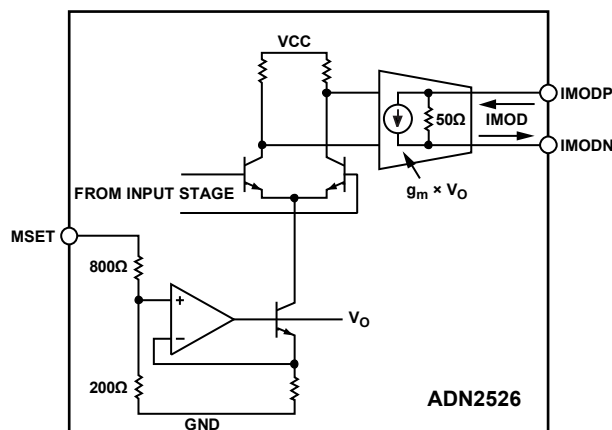 VCC
IMODP
50Ω
IMOD
IMODN
FROM INPUT STAGE
gm × VO
MSET
800Ω
+
–
VO
200Ω
GND
ADN2526